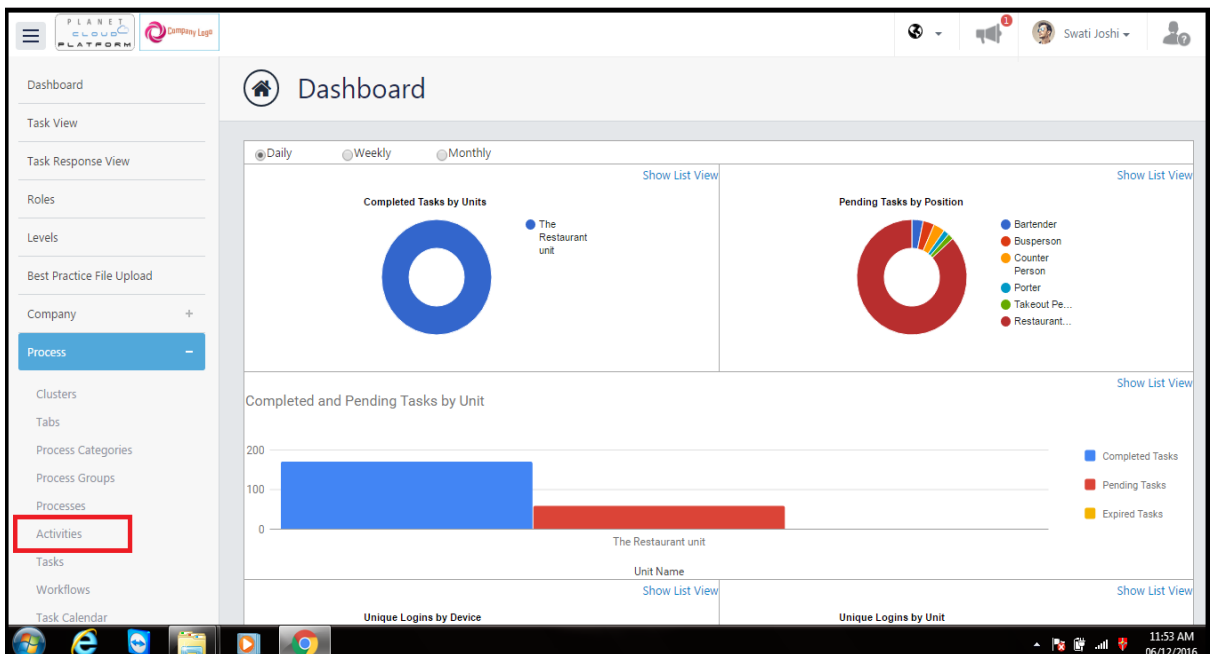 PLANET
CLOUD
PLATFORM
Company Logo
1
Swati Joshi
Dashboard
Task View
Task Response View
Roles
Levels
Best Practice File Upload
Company +
Process -
Clusters
Tabs
Process Categories
Process Groups
Processes
Activities
Tasks
Workflows
Task Calendar
Dashboard
Daily Weekly Monthly
Show List View
Completed Tasks by Units
The
Restaurant
unit
Show List View
Pending Tasks by Position
Bartender
Busperson
Counter
Person
Porter
Takeout Pe...
Restaurant...
Show List View
Completed and Pending Tasks by Unit
200
100
0
The Restaurant unit
Unit Name
Completed Tasks
Pending Tasks
Expired Tasks
Show List View
Unique Logins by Device
Show List View
Unique Logins by Unit
11:53 AM
06/12/2016